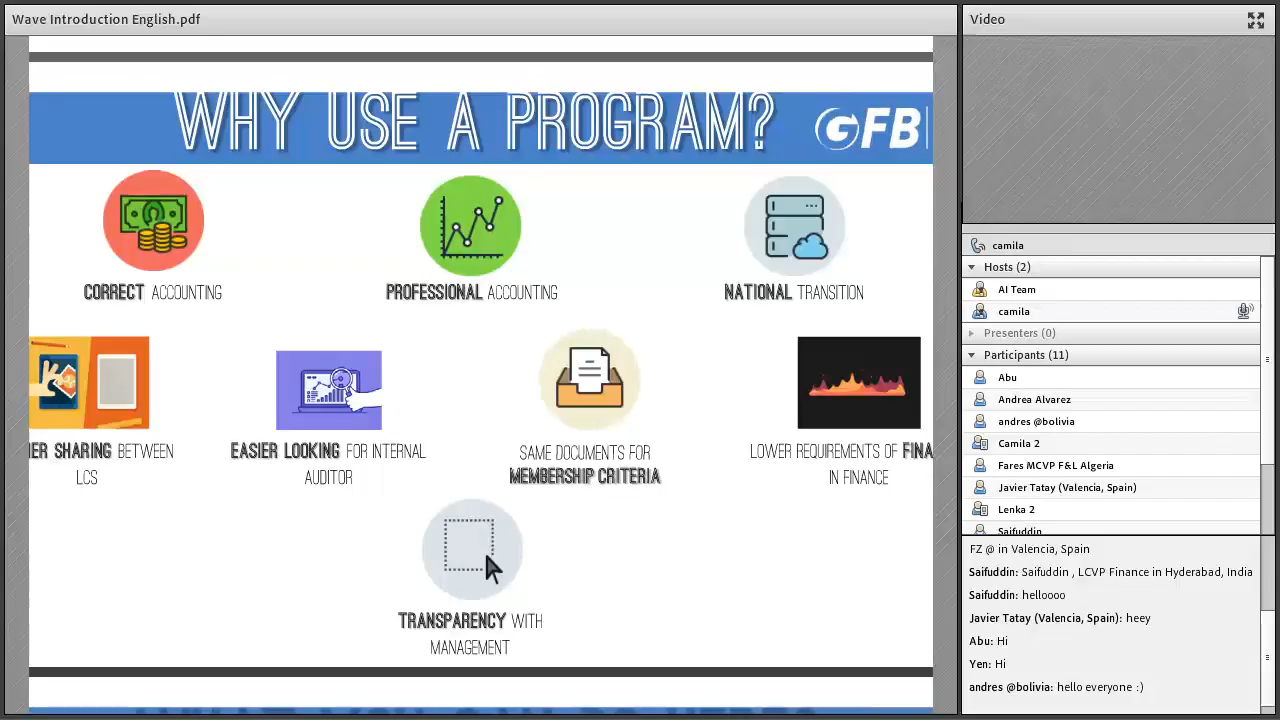 Wave Introduction English.pdf
WHY USE A PROGRAM?
GFB
CORRECT ACCOUNTING
PROFESSIONAL ACCOUNTING
NATIONAL TRANSITION
SHARING BETWEEN
LCS
EASIER LOOKING FOR INTERNAL
AUDITOR
SAME DOCUMENTS FOR
MEMBERSHIP CRITERIA
LOWER REQUIREMENTS OF FINA
IN FINANCE
TRANSPARENCY WITH
MANAGEMENT
Video
camila
Hosts (2)
AI Team
camila
Presenters (0)
Participants (11)
Abu
Andrea Alvarez
andres @bolivia
Camila 2
Fares MCVP F&L Algeria
Javier Tatay (Valencia, Spain)
Lenka 2
Saifuddin
FZ @ in Valencia, Spain
Saifuddin: Saifuddin , LCVP Finance in Hyderabad, India
Saifuddin: helloooo
Javier Tatay (Valencia, Spain): heey
Abu: Hi
Yen: Hi
andres @bolivia: hello everyone :)